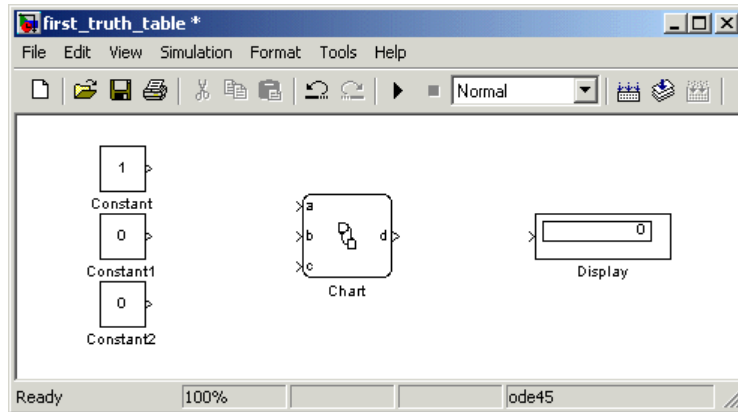 first_truth_table *
File Edit View Simulation Format Tools Help
Normal
1
Constant
0
Constant1
0
Constant2
a
b
c
d
Chart
0
Display
Ready 100% ode45